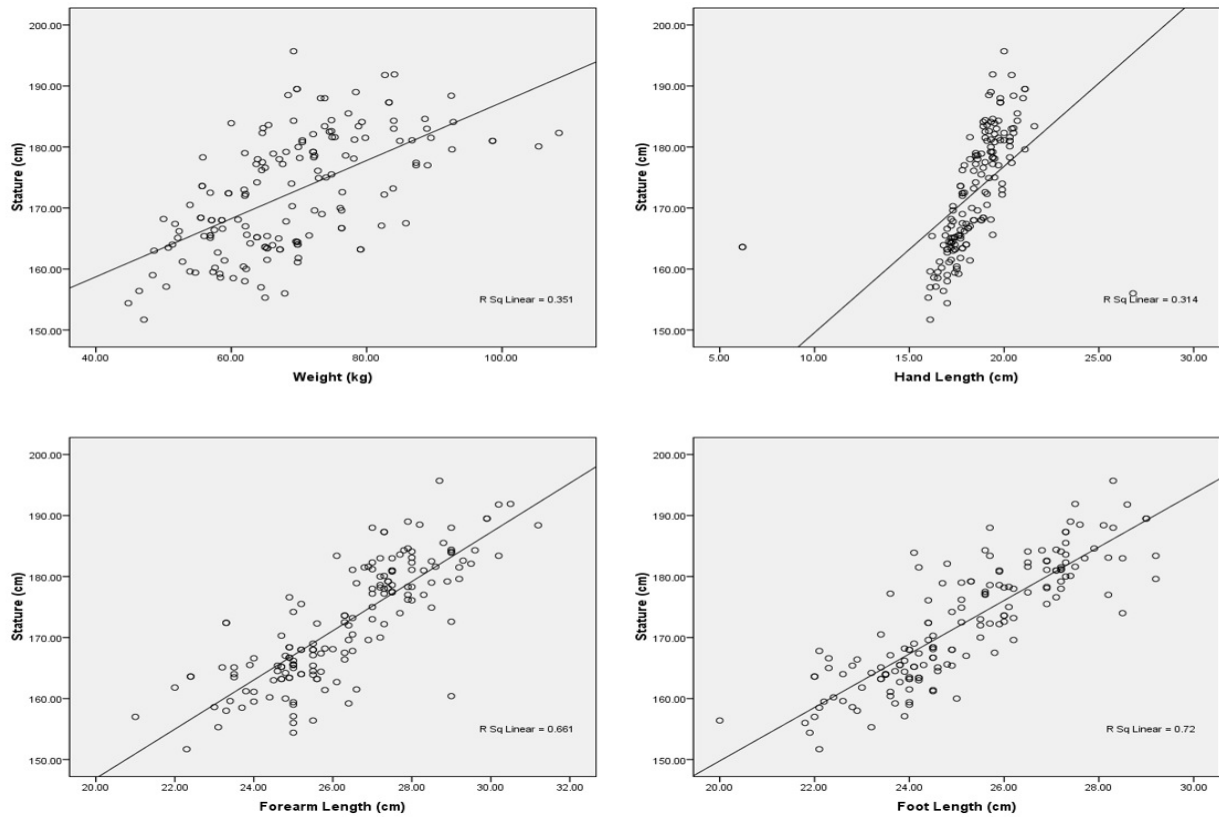 200.00
190.00
180.00
170.00
160.00
150.00
Stature (cm)
R Sq Linear = 0.351
40.00 60.00 80.00 100.00
Weight (kg)
200.00
190.00
180.00
170.00
160.00
150.00
Stature (cm)
R Sq Linear = 0.314
5.00 10.00 15.00 20.00 25.00 30.00
Hand Length (cm)
200.00
190.00
180.00
170.00
160.00
150.00
Stature (cm)
R Sq Linear = 0.661
20.00 22.00 24.00 26.00 28.00 30.00 32.00
Forearm Length (cm)
200.00
190.00
180.00
170.00
160.00
150.00
Stature (cm)
R Sq Linear = 0.72
20.00 22.00 24.00 26.00 28.00 30.00
Foot Length (cm)